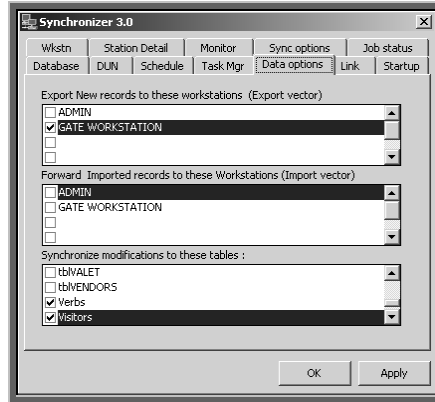 Synchronizer 3.0
Wkstn Station Detail Monitor Sync options Job status
Database DUN Schedule Task Mgr Data options Link Startup
Export New records to these workstations (Export vector)
ADMIN
GATE WORKSTATION
Forward Imported records to these Workstations (Import vector)
ADMIN
GATE WORKSTATION
Synchronize modifications to these tables :
tblVALET
tblVENDORS
Verbs
Visitors
OK Apply